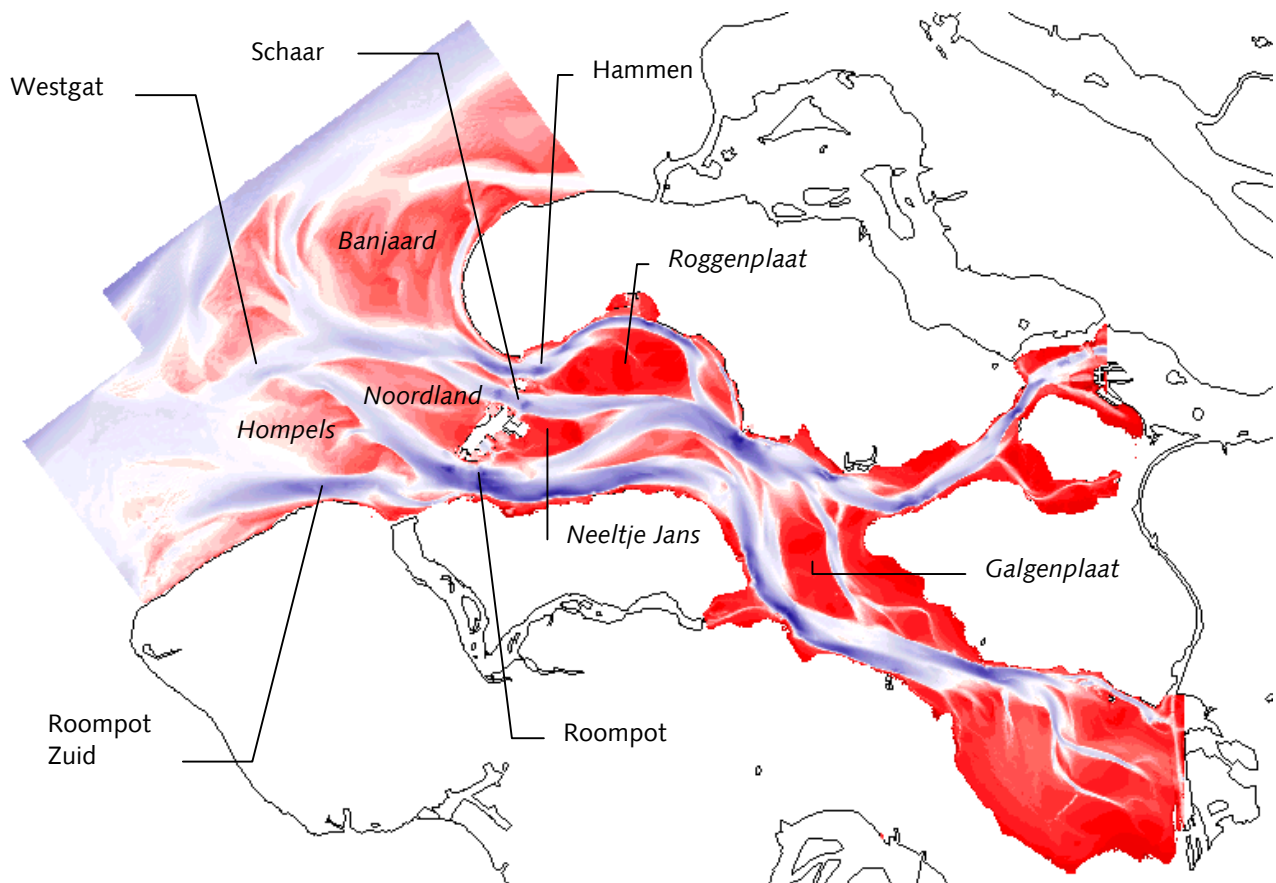 Schaar
Hammen
Westgat
Banjaard
Roggenplaat
Noordland
Hompels
Neeltje Jans
Galgenplaat
Roompot
Zuid
Roompot